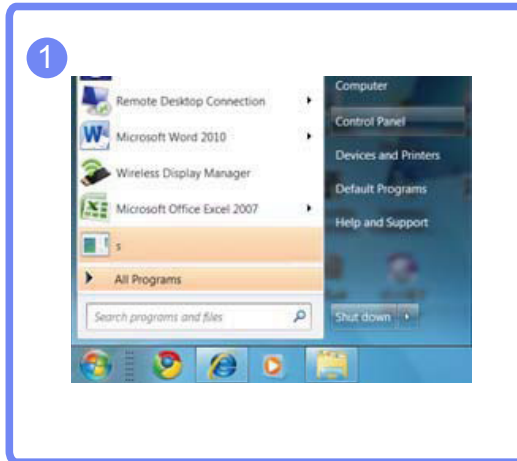 1
Remote Desktop Connection
Microsoft Word 2010
Wireless Display Manager
Microsoft Office Excel 2007
s
All Programs
Search programs and files
Computer
Control Panel
Devices and Printers
Default Programs
Help and Support
Shut down